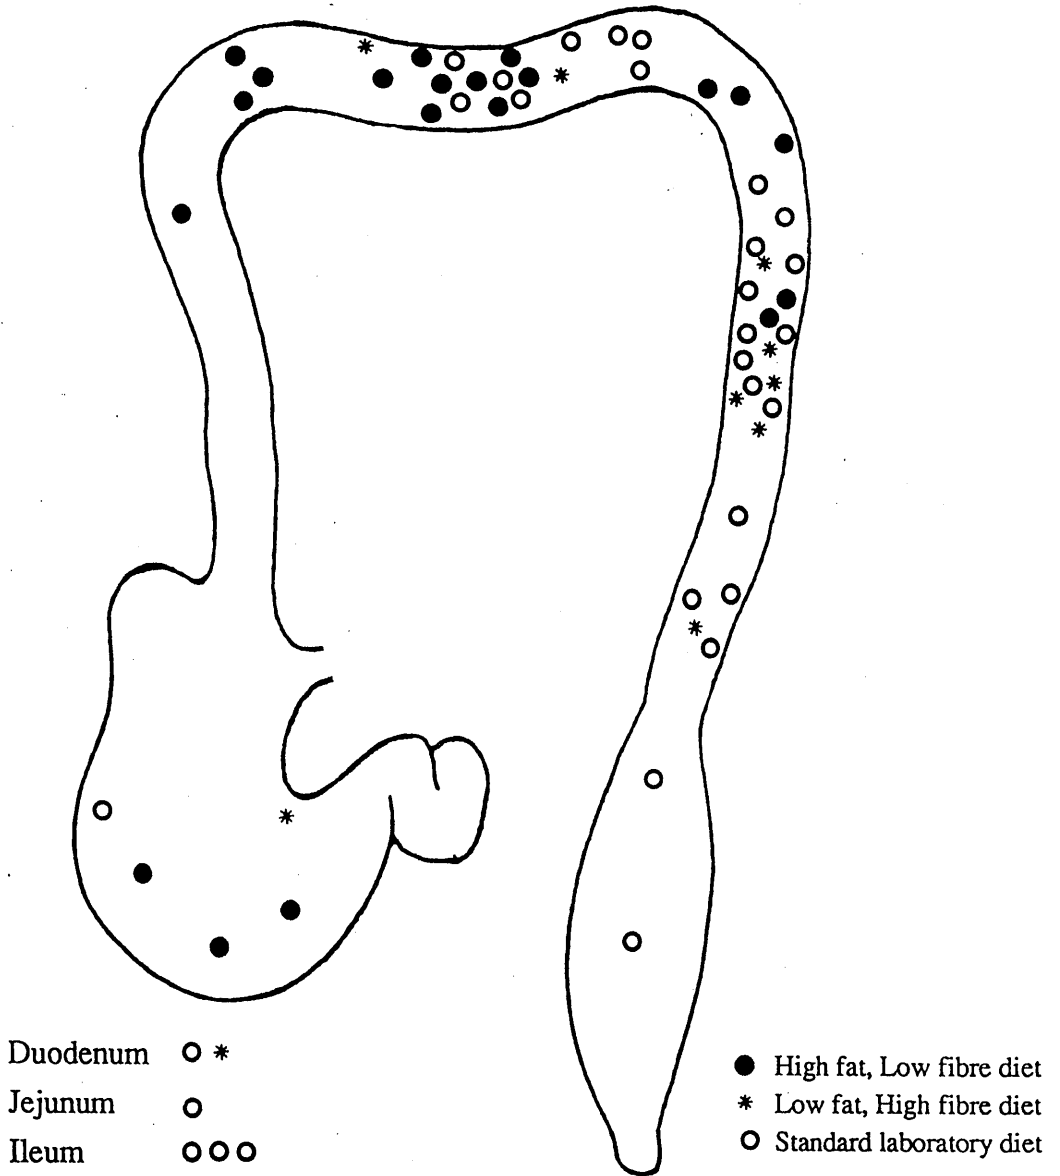 Duodenum
Jejunum
Ileum
High fat, Low fibre diet
Low fat, High fibre diet
Standard laboratory diet